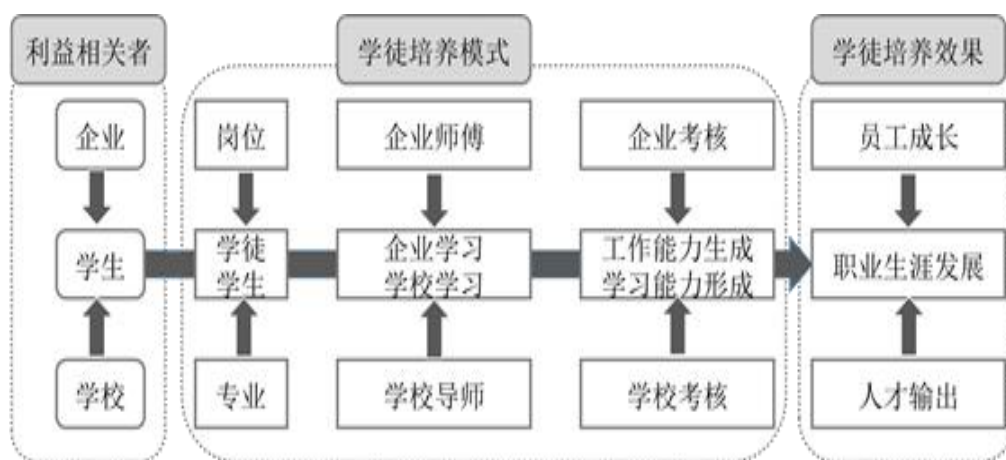 利益相关者
学徒培养模式
学徒培养效果
企业
岗位
企业师傅
企业考核
员工成长
学生
学徒
学生
企业学习
学校学习
工作能力生成
学习能力形成
职业生涯发展
学校
专业
学校导师
学校考核
人才输出